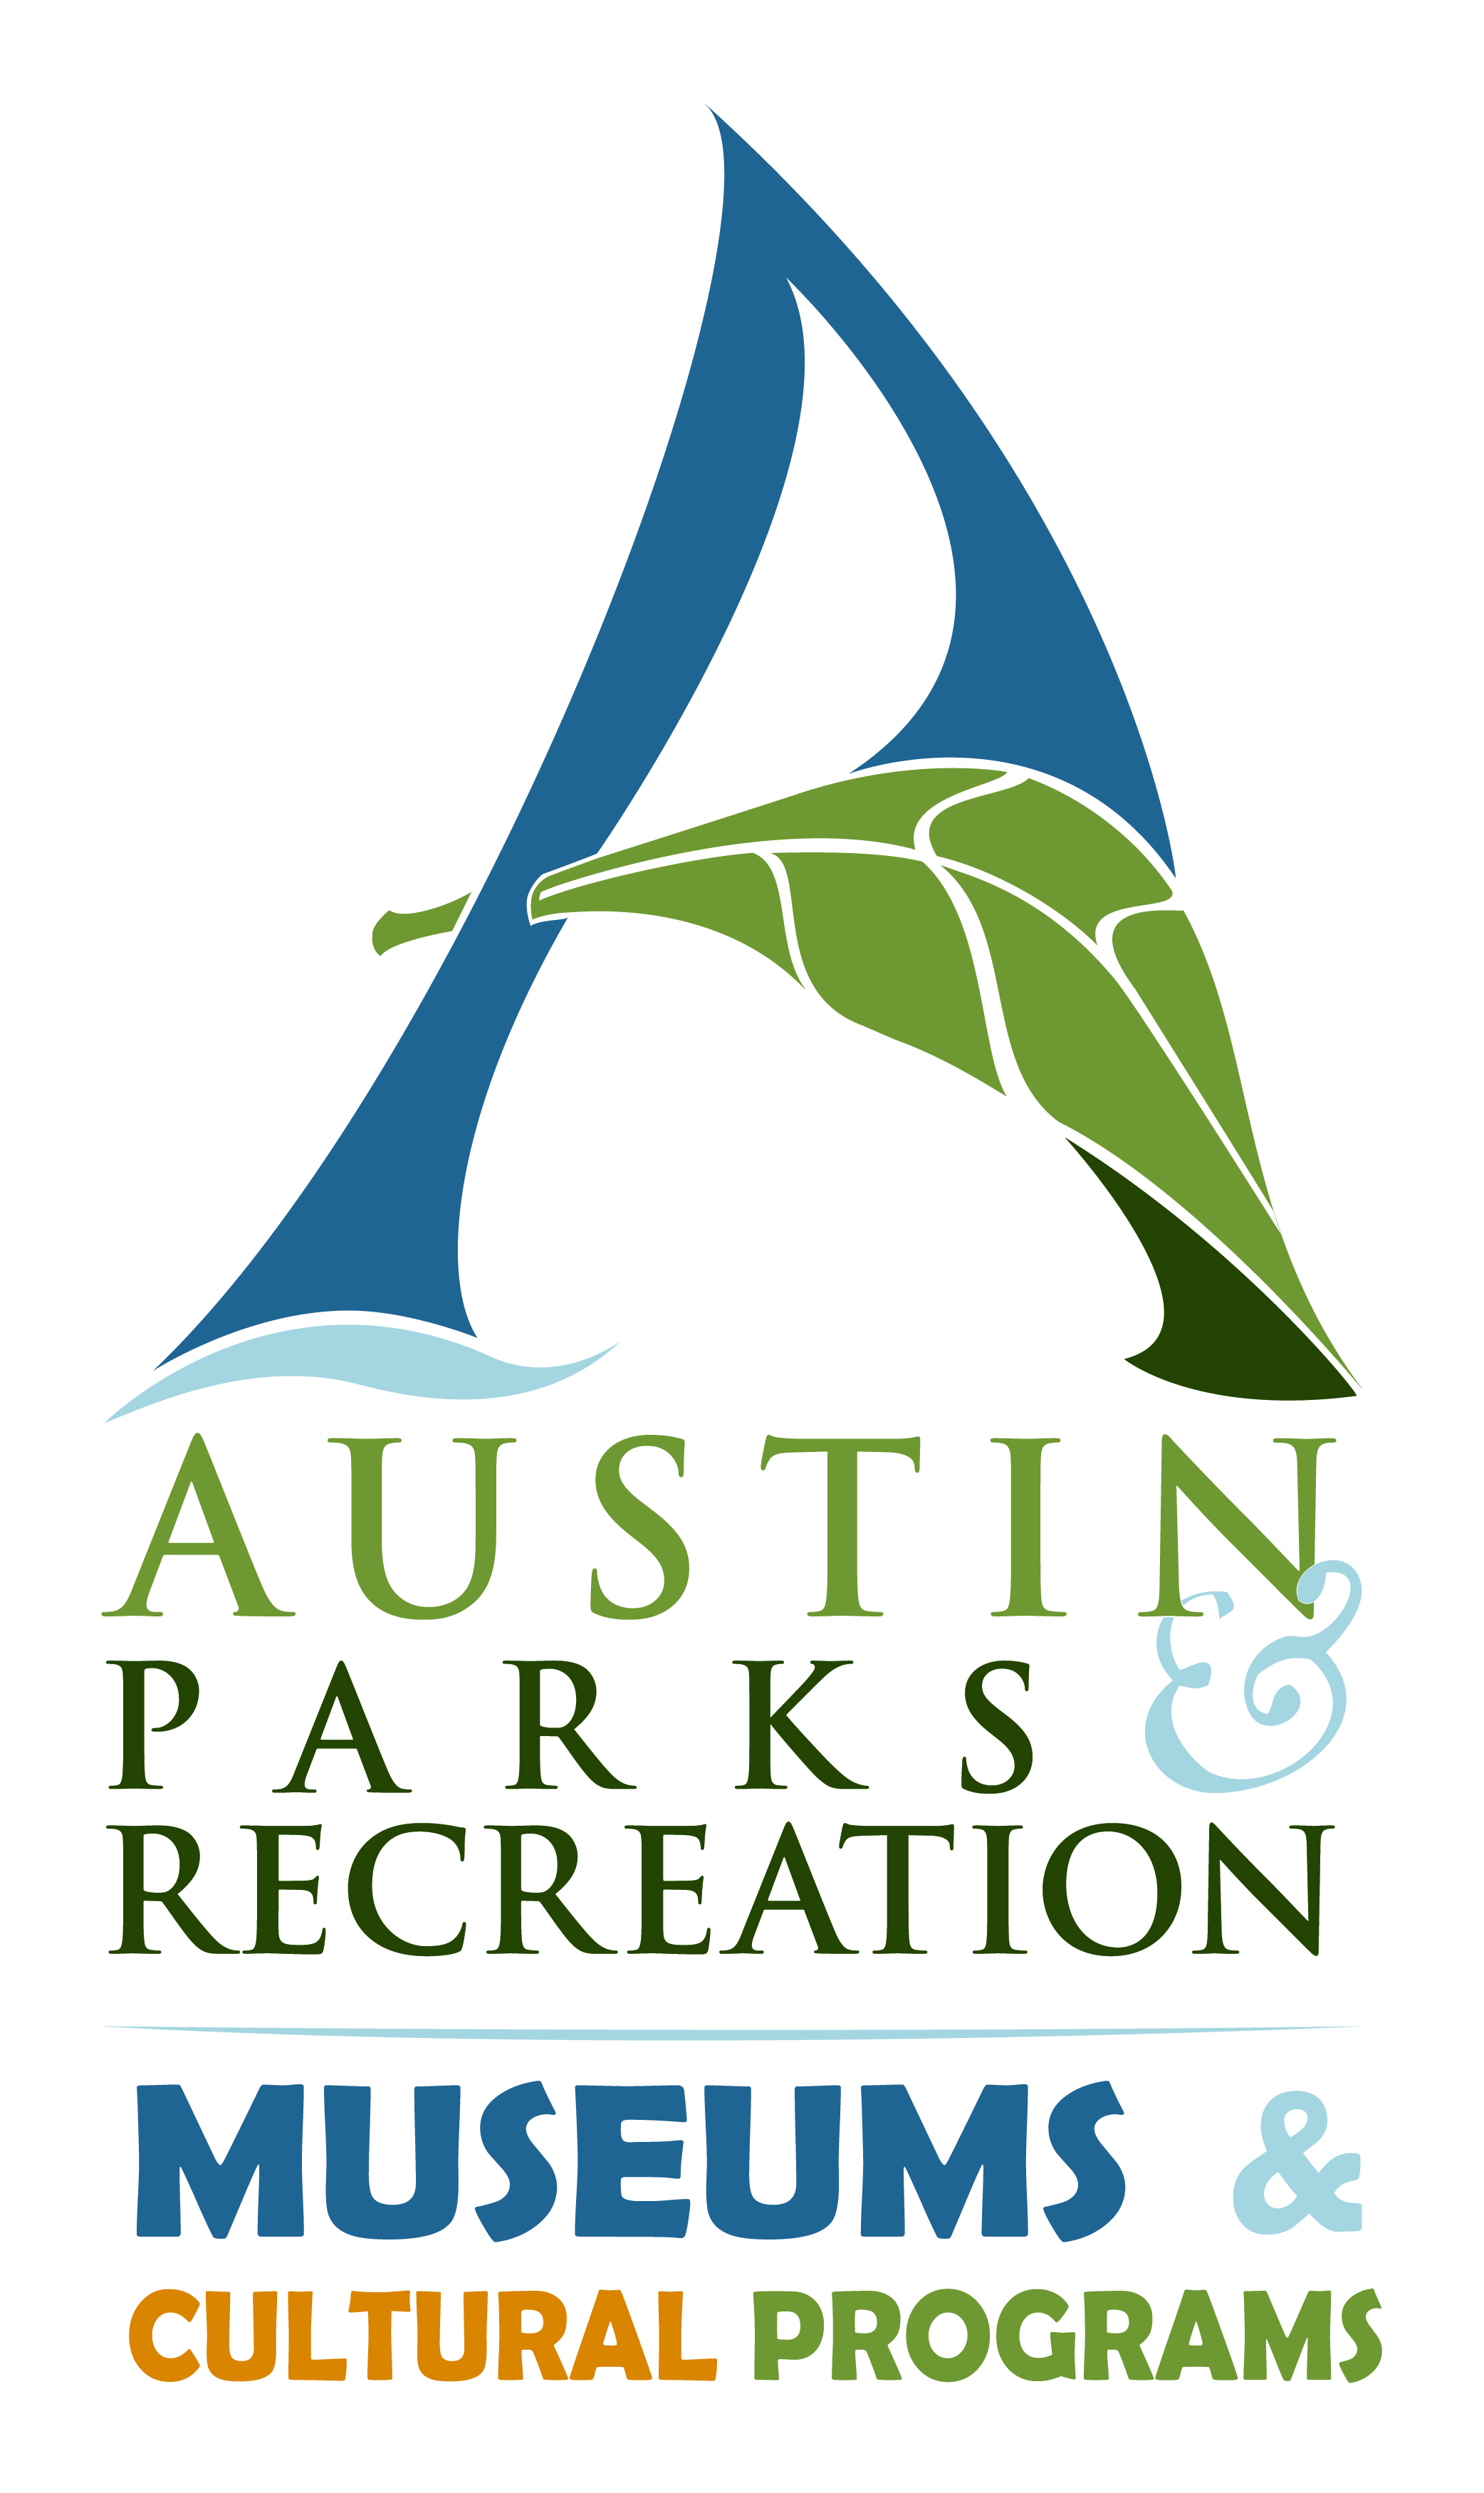 AUSTIN
PARKS &
RECREATION
MUSEUMS &
CULTURAL PROGRAMS